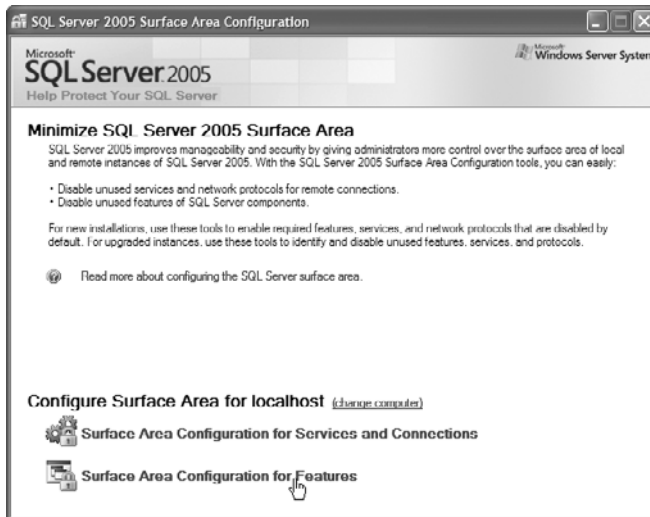 SQL Server 2005 Surface Area Configuration
Microsoft
SQL Server 2005
Help Protect Your SQL Server
Microsoft
Windows Server System
Minimize SQL Server 2005 Surface Area
SQL Server 2005 improves manageability and security by giving administrators more control over the surface area of local
and remote instances of SQL Server 2005. With the SQL Server 2005 Surface Area Configuration tools, you can easily:
• Disable unused services and network protocols for remote connections.
• Disable unused features of SQL Server components.
For new installations, use these tools to enable required features, services, and network protocols that are disabled by
default. For upgraded instances, use these tools to identify and disable unused features, services, and protocols.
Read more about configuring the SQL Server surface area.
Configure Surface Area for localhost (change computer)
Surface Area Configuration for Services and Connections
Surface Area Configuration for Features